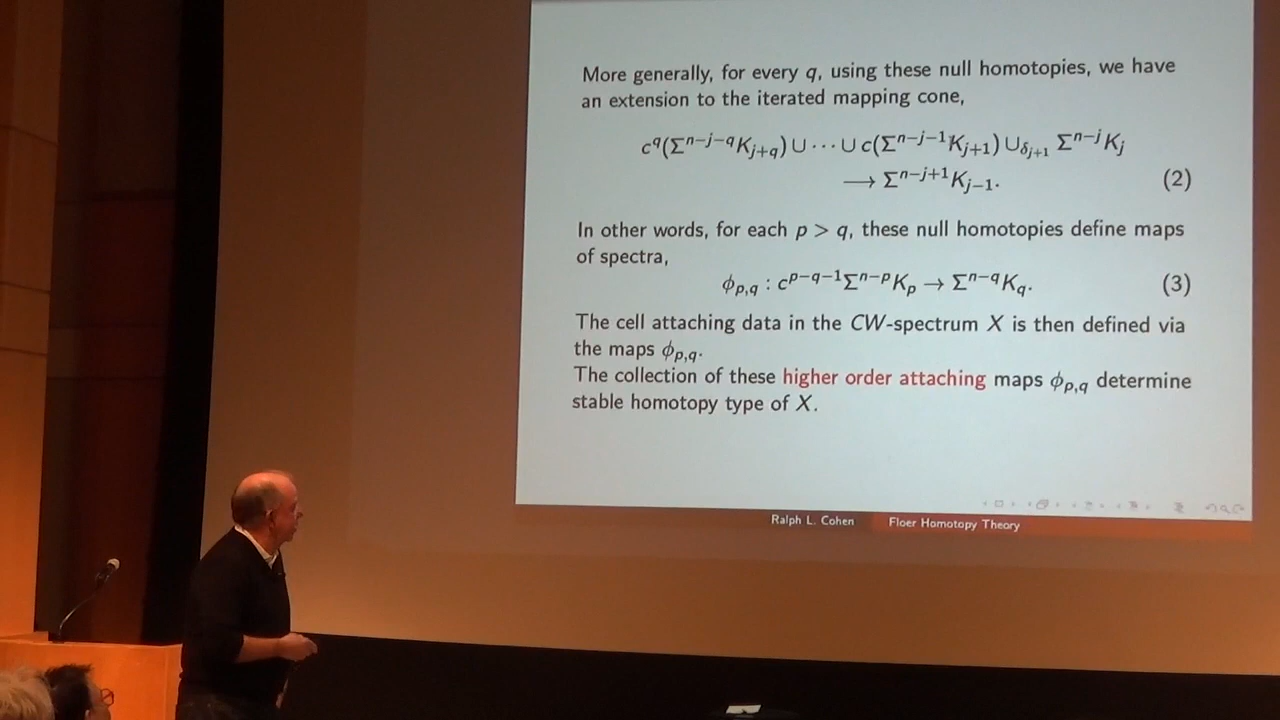 More generally, for every q, using these null homotopies, we have
an extension to the iterated mapping cone,
c^q(Σ^{n−j−q}K_{j+q}) ∪ ··· ∪ c(Σ^{n−j−1}K_{j+1}) ∪_{δ_{j+1}} Σ^{n−j}K_j
⟶ Σ^{n−j+1}K_{j−1}. (2)
In other words, for each p > q, these null homotopies define maps
of spectra,
ϕ_{p,q} : c^{p−q−1}Σ^{n−p}K_p → Σ^{n−q}K_q. (3)
The cell attaching data in the CW-spectrum X is then defined via
the maps ϕ_{p,q}.
The collection of these higher order attaching maps ϕ_{p,q} determine
stable homotopy type of X.
Ralph L. Cohen Floer Homotopy Theory